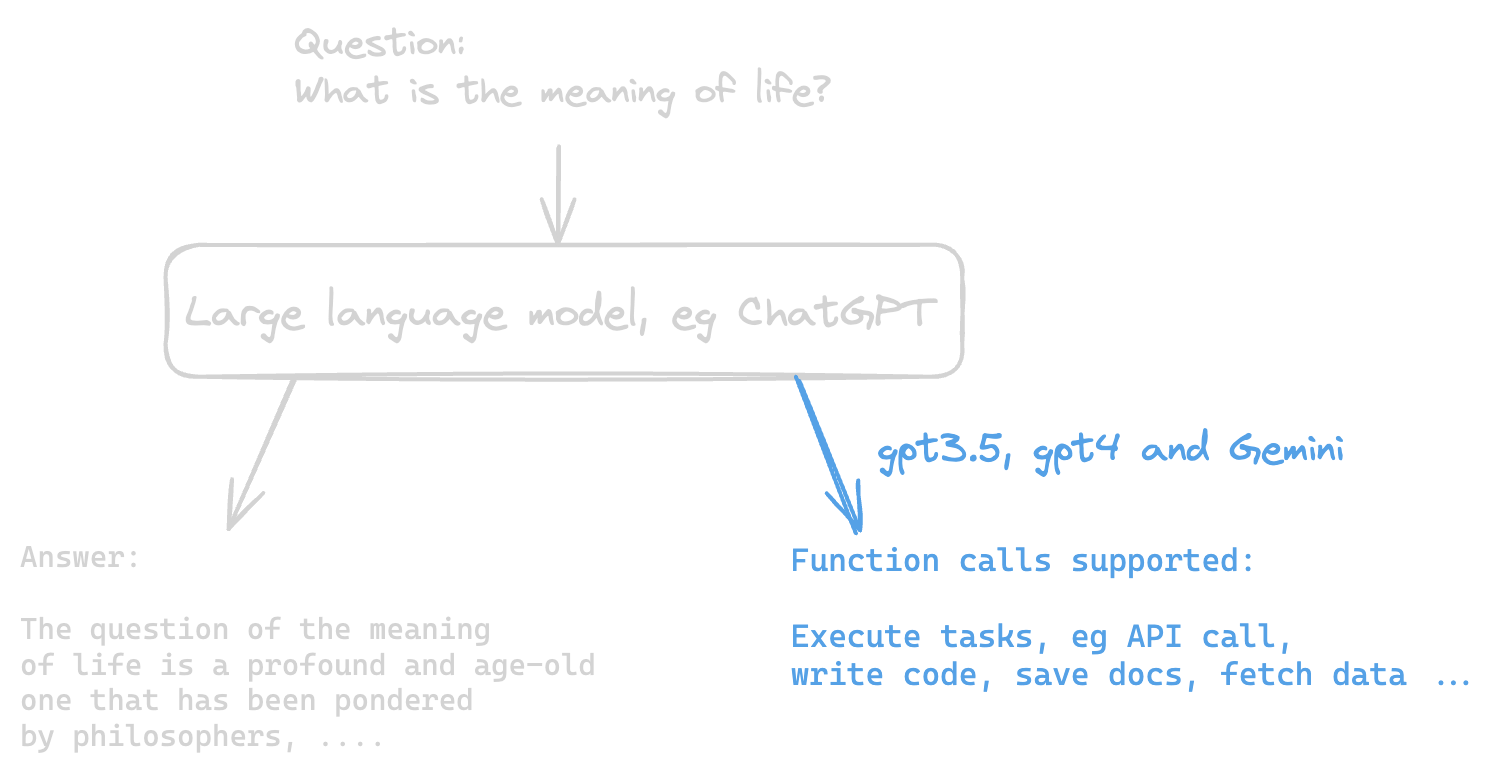 Question:
What is the meaning of life?
Large language model, eg ChatGPT
gpt3.5, gpt4 and Gemini
Answer:
The question of the meaning
of life is a profound and age-old
one that has been pondered
by philosophers, ....
Function calls supported:
Execute tasks, eg API call,
write code, save docs, fetch data ...